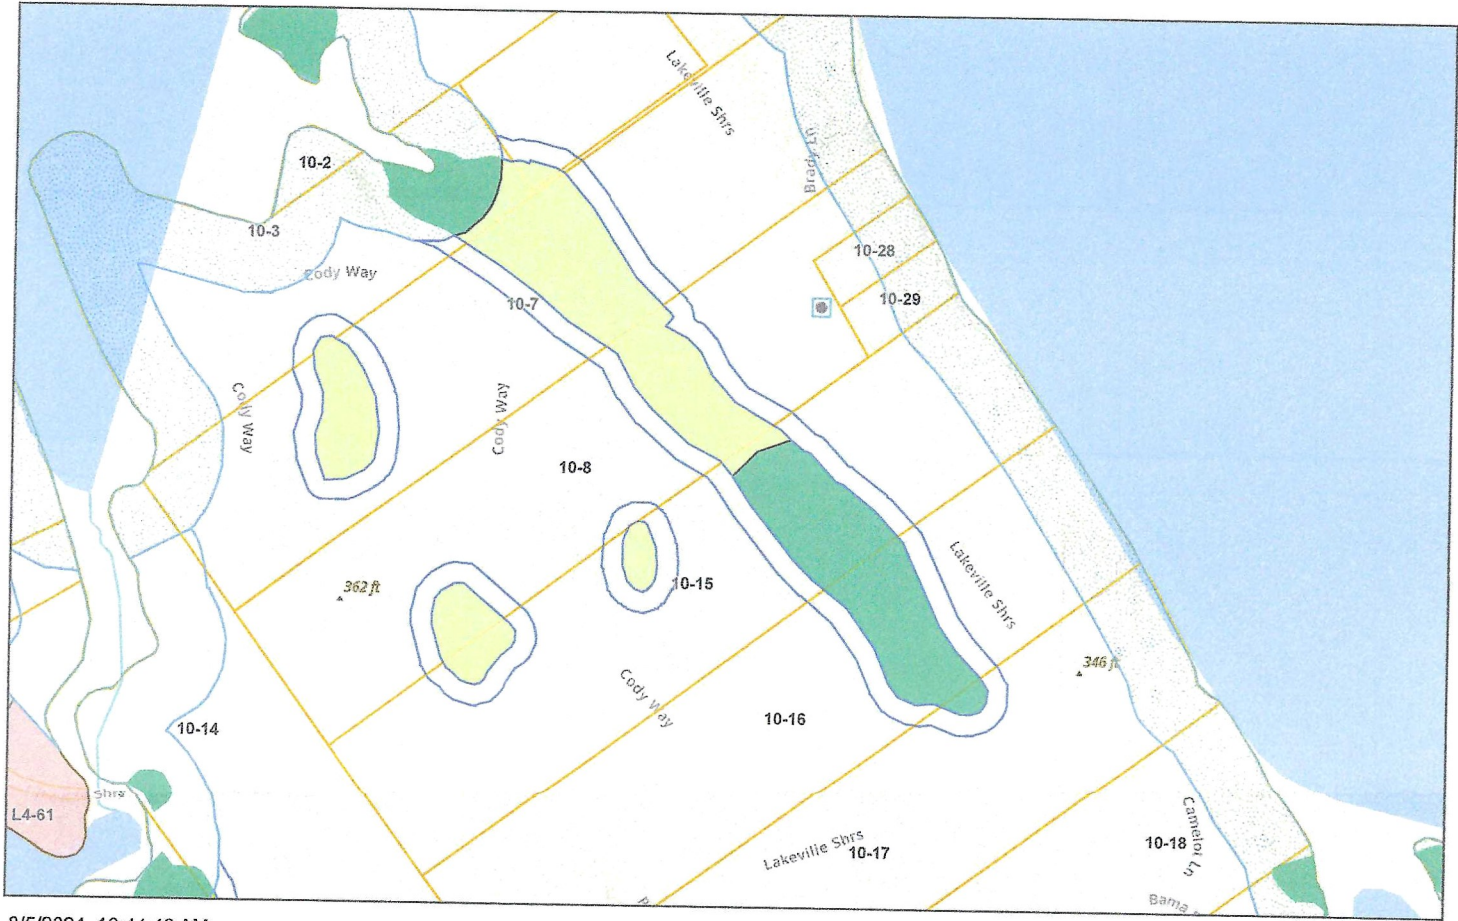 Lakeville Shrs
Brady Ln
10-2
10-3
10-28
Cody Way
10-29
10-7
Cody Way
Cody Way
10-8
Lakeville Shrs
362 ft
10-15
346 ft
Cody Way
10-16
10-14
Shrs
L4-61
Lakeville Shrs
10-17
Camelot Ln
10-18
Bama